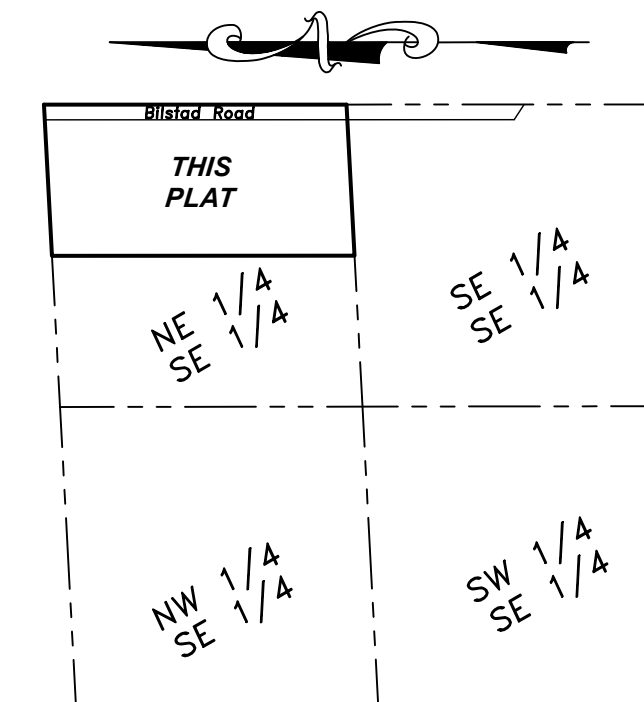 N
Bilstad Road
THIS
PLAT
NE 1/4
SE 1/4
SE 1/4
SE 1/4
NW 1/4
SE 1/4
SW 1/4
SE 1/4